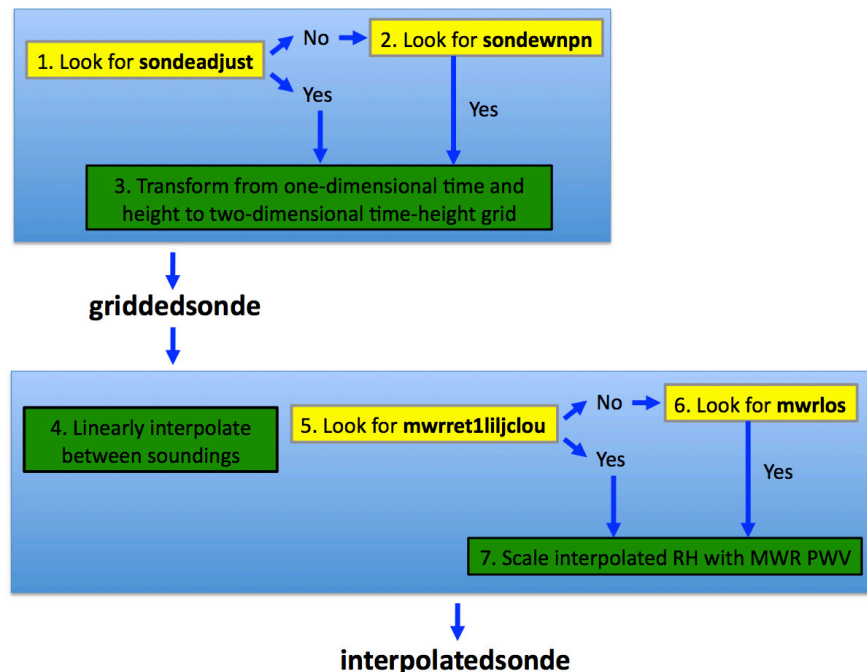 1. Look for sondeadjust
No
2. Look for sondewnpn
Yes
Yes
3. Transform from one-dimensional time and
height to two-dimensional time-height grid
griddedsonde
4. Linearly interpolate
between soundings
5. Look for mwrret1liljclou
No
6. Look for mwrlos
Yes
Yes
7. Scale interpolated RH with MWR PWV
interpolatedsonde